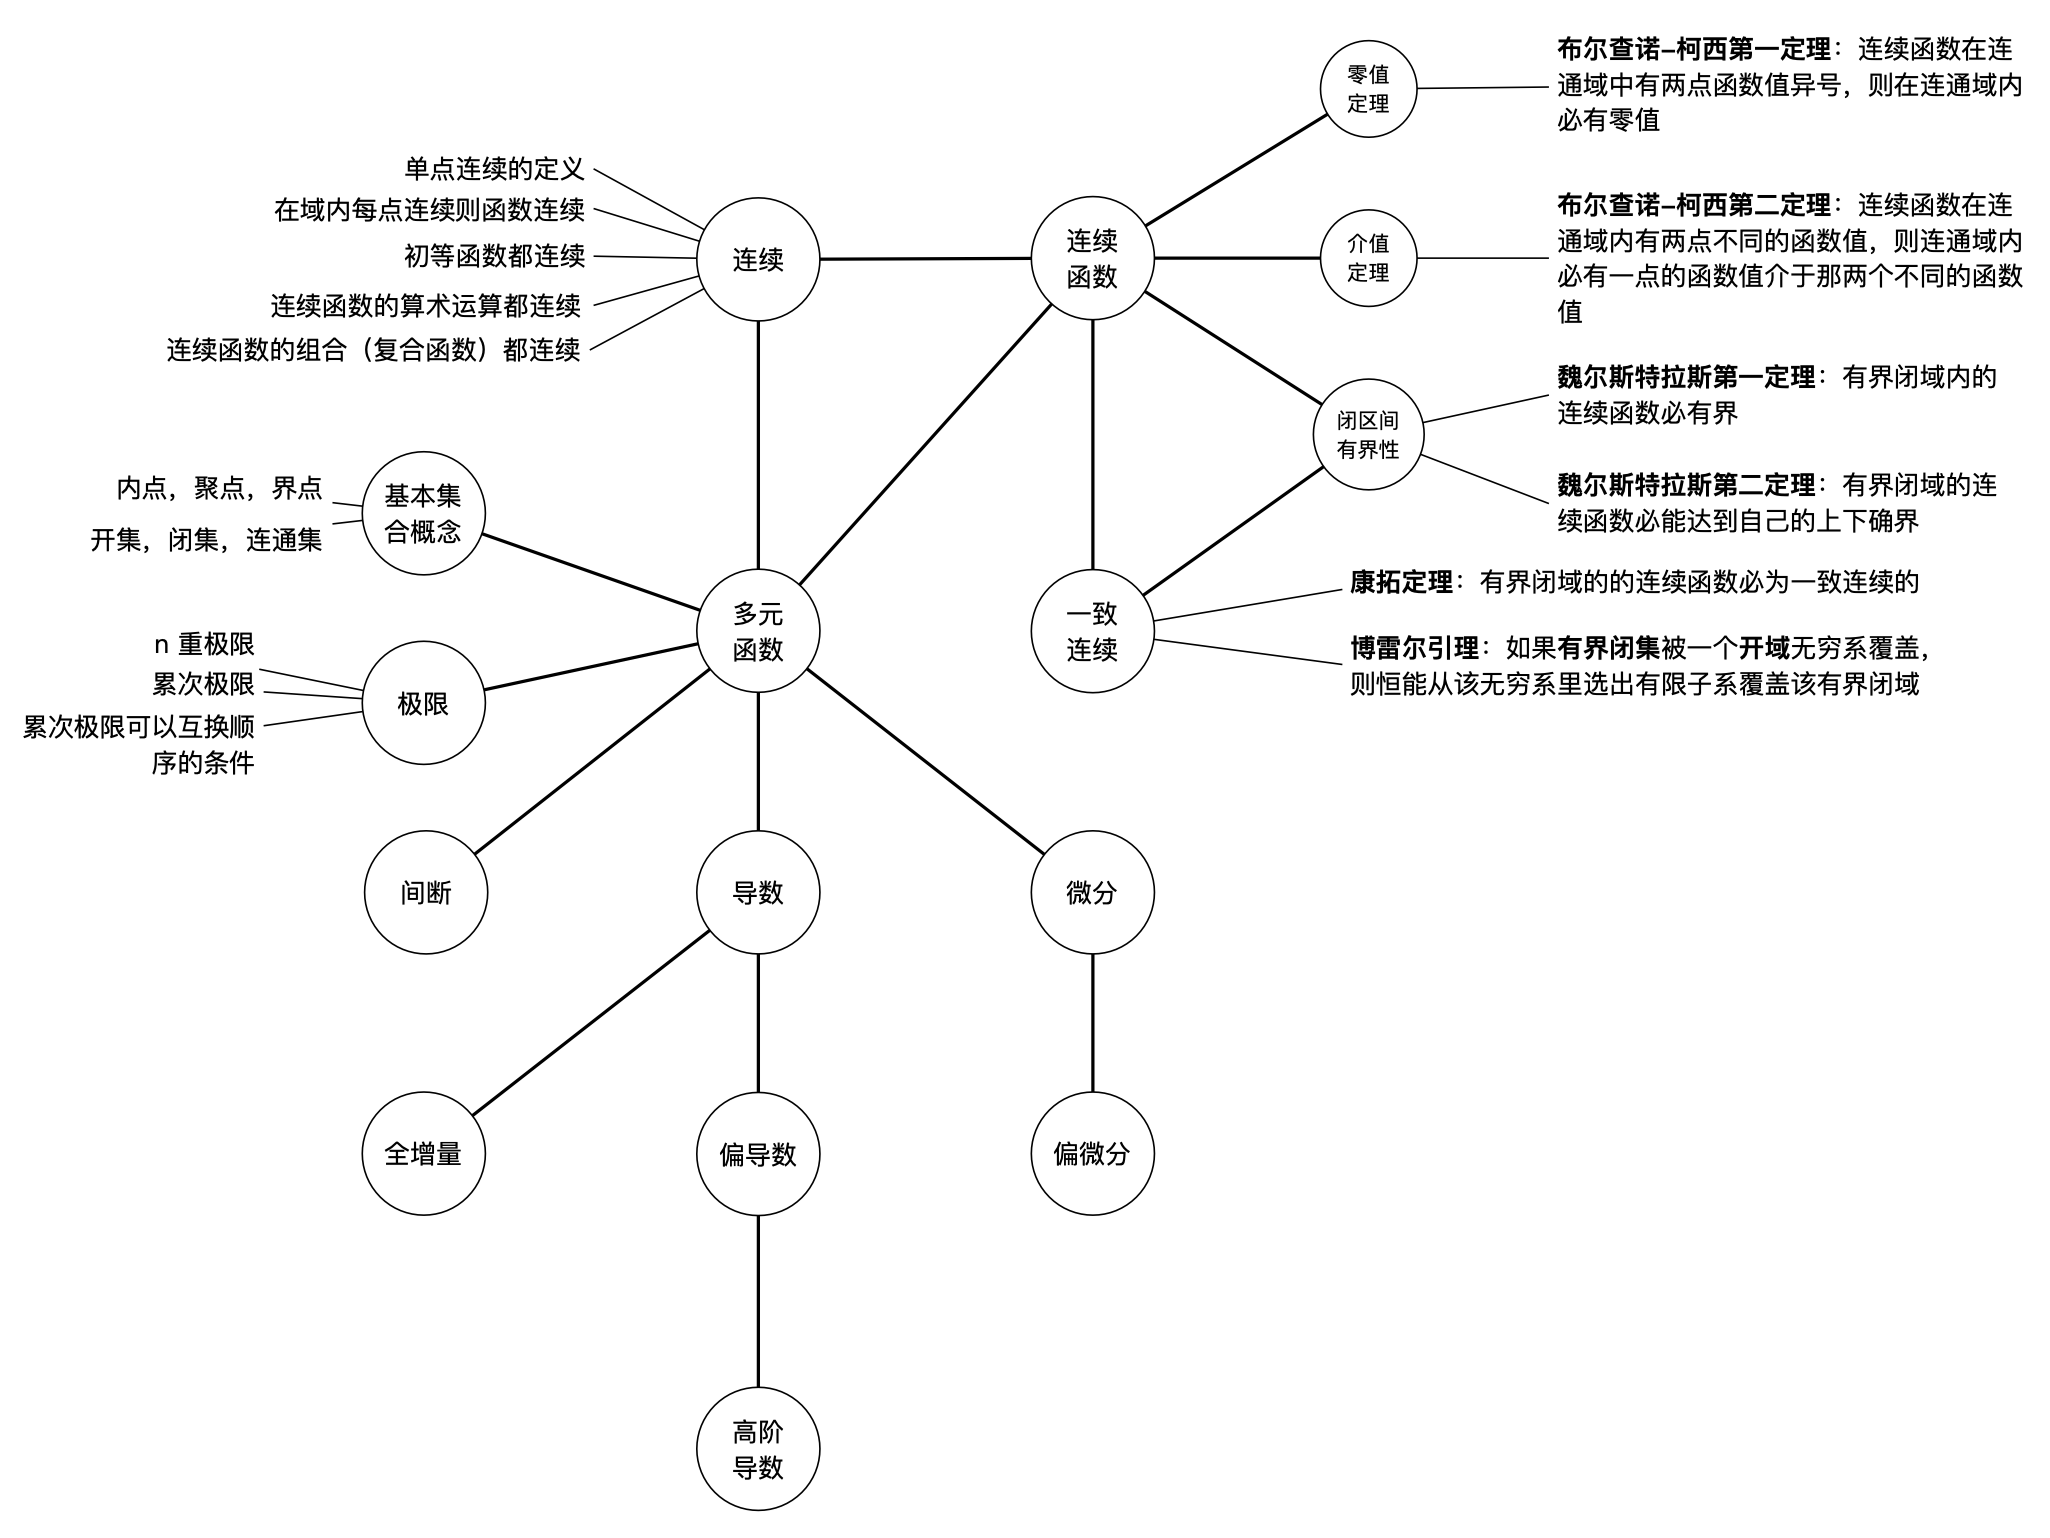 零值
定理
布尔查诺–柯西第一定理：连续函数在连
通域中有两点函数值异号，则在连通域内
必有零值
单点连续的定义
在域内每点连续则函数连续
初等函数都连续
连续函数的算术运算都连续
连续函数的组合（复合函数）都连续
连续
连续
函数
介值
定理
布尔查诺–柯西第二定理：连续函数在连
通域内有两点不同的函数值，则连通域内
必有一点的函数值介于那两个不同的函数
值
闭区间
有界性
魏尔斯特拉斯第一定理：有界闭域内的
连续函数必有界
魏尔斯特拉斯第二定理：有界闭域的连
续函数必能达到自己的上下确界
内点，聚点，界点
开集，闭集，连通集
基本集
合概念
多元
函数
一致
连续
康拓定理：有界闭域的的连续函数必为一致连续的
博雷尔引理：如果有界闭集被一个开域无穷系覆盖，
则恒能从该无穷系里选出有限子系覆盖该有界闭域
n 重极限
累次极限
累次极限可以互换顺
序的条件
极限
间断
导数
微分
全增量
偏导数
偏微分
高阶
导数